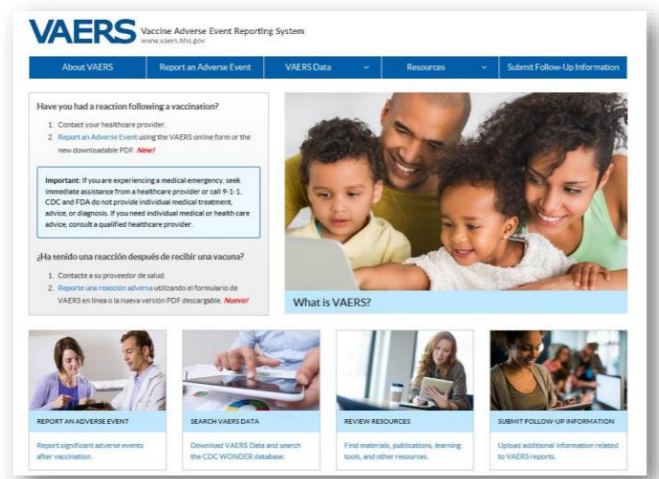 VAERS Vaccine Adverse Event Reporting System
www.vaers.hhs.gov
About VAERS
Report an Adverse Event
VAERS Data
Resources
Submit Follow-Up Information
Have you had a reaction following a vaccination?
1. Contact your healthcare provider.
2. Report an Adverse Event using the VAERS online form or the
new downloadable PDF. New!
Important: If you are experiencing a medical emergency, seek
immediate assistance from a healthcare provider or call 9-1-1.
CDC and FDA do not provide individual medical treatment,
advice, or diagnosis. If you need individual medical or health care
advice, consult a qualified healthcare provider.
¿Ha tenido una reacción después de recibir una vacuna?
1. Contacte a su proveedor de salud.
2. Reporte una reacción adversa utilizando el formulario de
VAERS en línea o la nueva versión PDF descargable. Nuevo!
What is VAERS?
REPORT AN ADVERSE EVENT
Report significant adverse events
after vaccination.
SEARCH VAERS DATA
Download VAERS Data and search
the CDC WONDER database.
REVIEW RESOURCES
Find materials, publications, learning
tools, and other resources.
SUBMIT FOLLOW-UP INFORMATION
Upload additional information related
to VAERS reports.